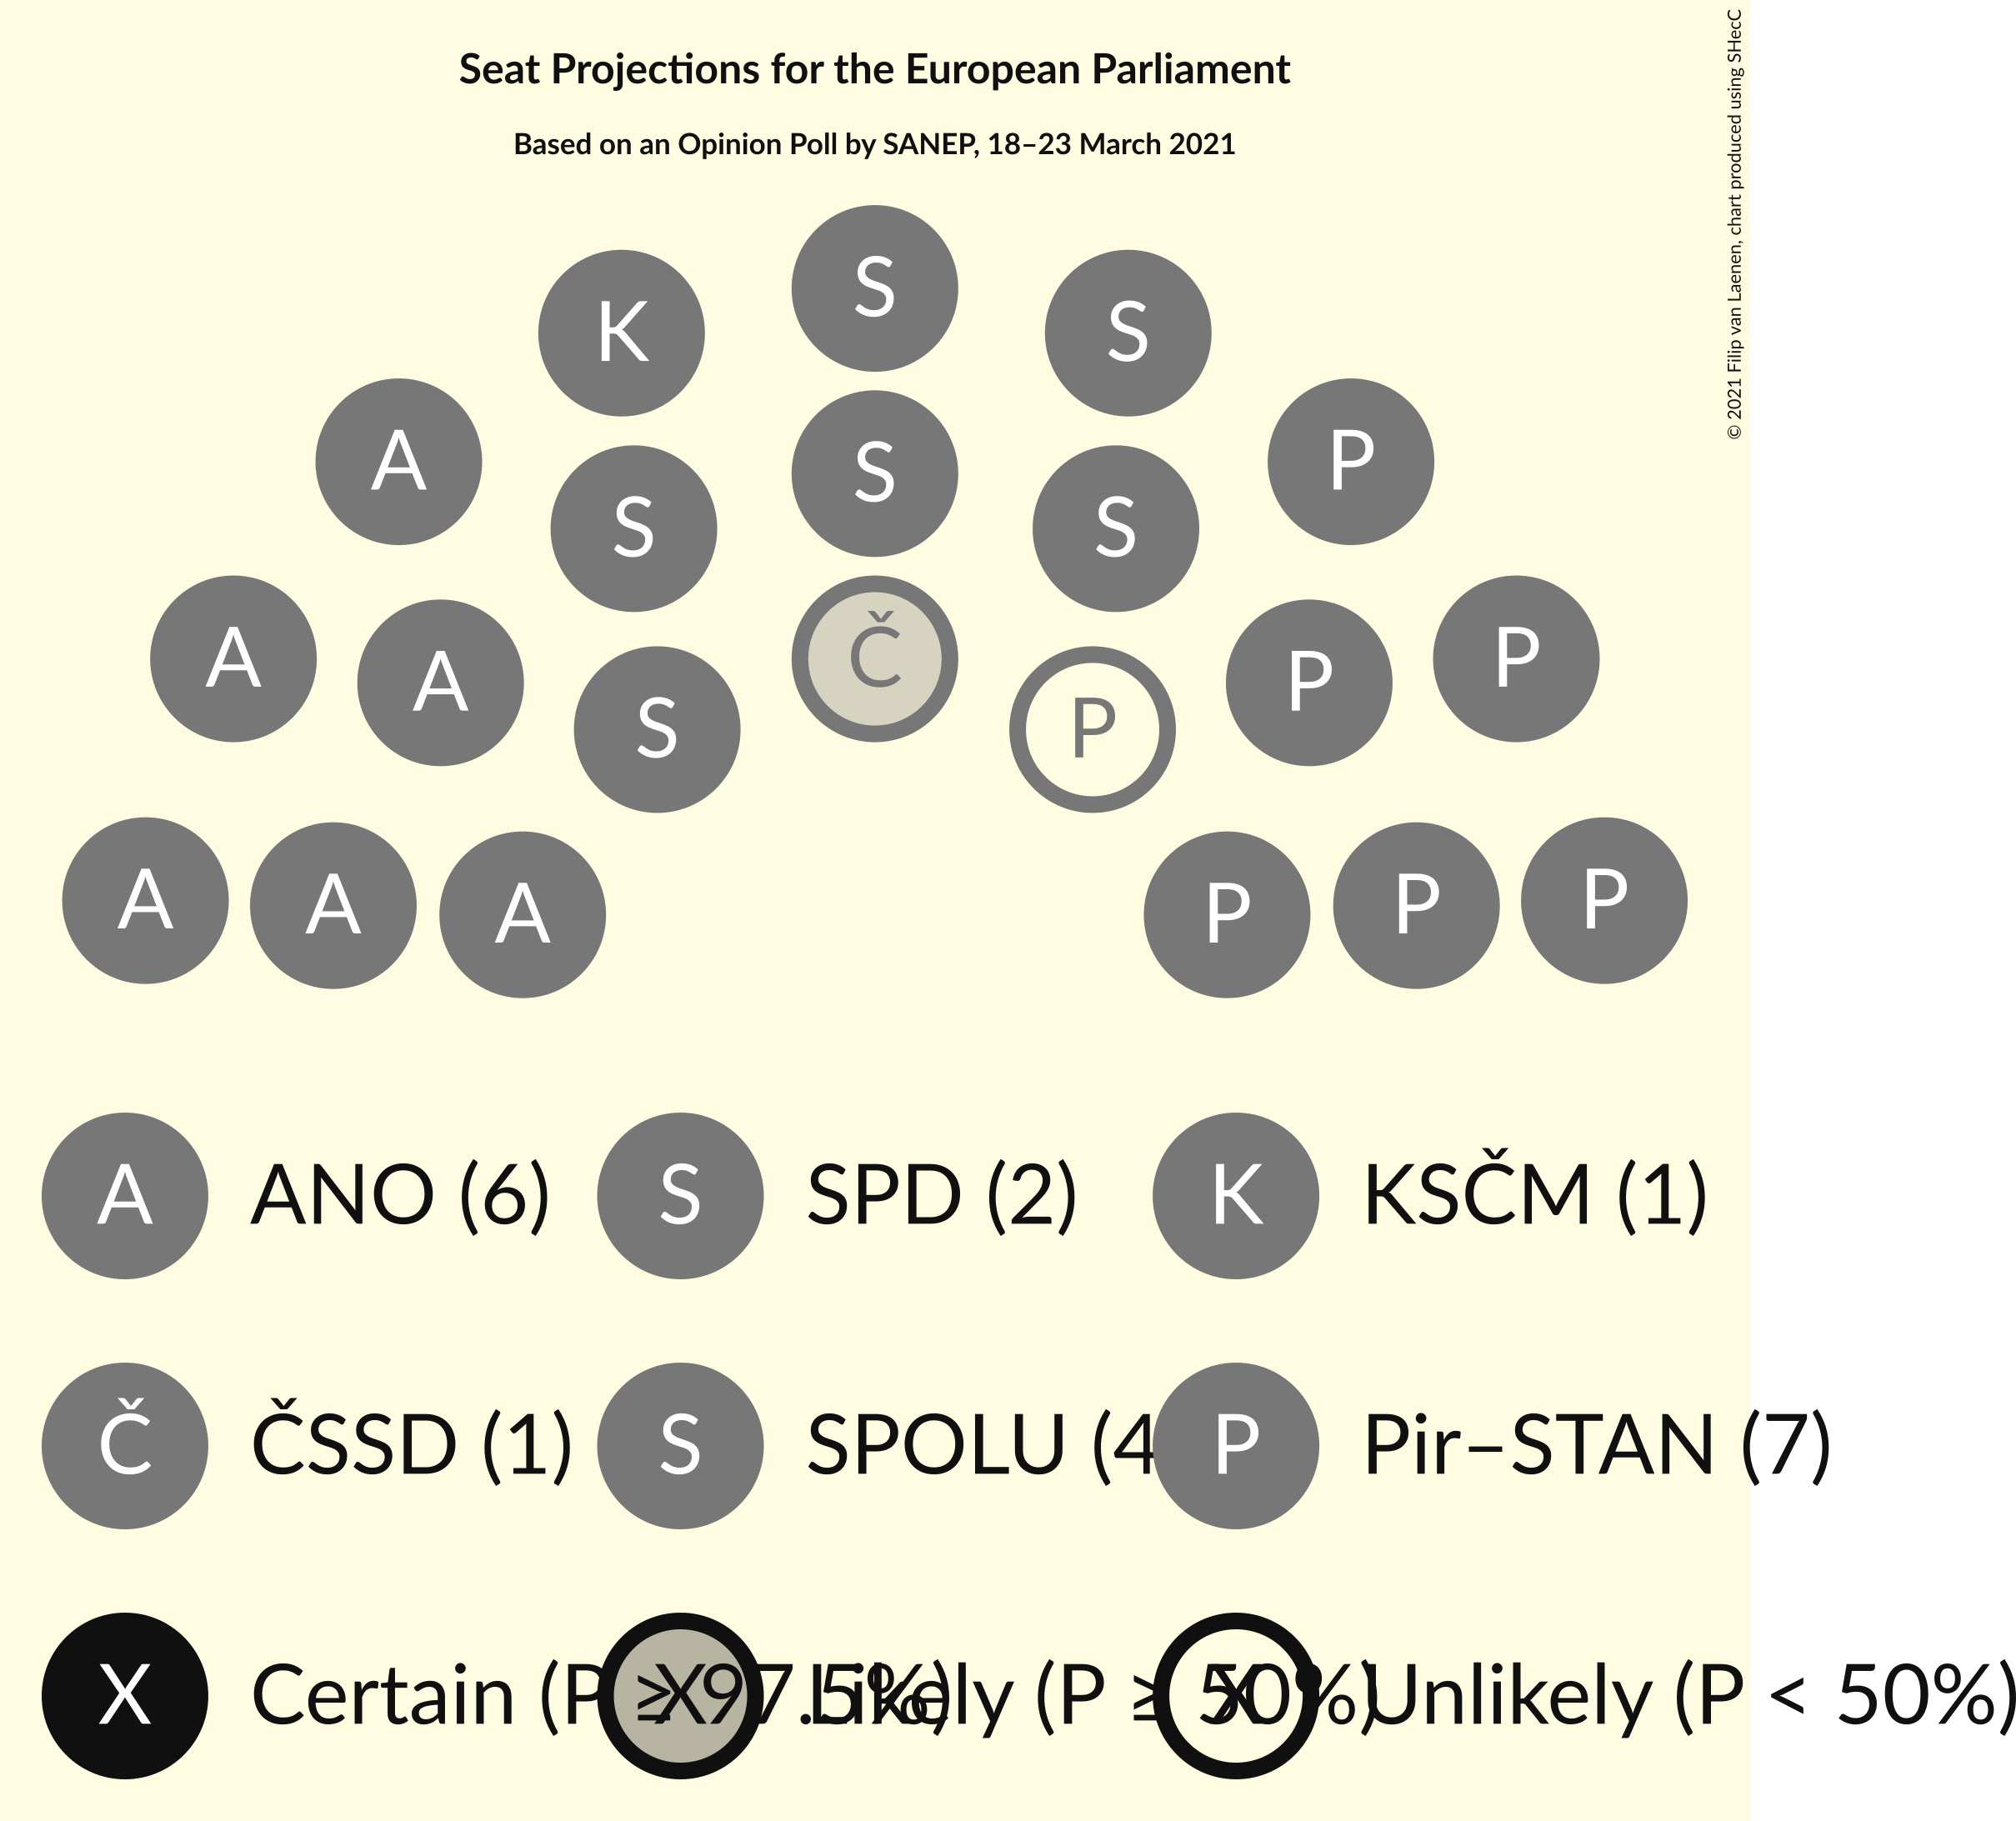 Seat Projections for the European Parliament
Based on an Opinion Poll by SANEP, 18–23 March 2021
© 2021 Filip van Laenen, chart produced using SHecC
S
K S
S
A P
S S
Č
A P
A P
S P
A P
A P
A P
A ANO (6) S SPD (2) K KSČM (1)
Č ČSSD (1) S SPOLU (4 P Pir–STAN (7)
X Certain (P ≥ 97.5%) X Likely (P ≥ 50%) X Unlikely (P < 50%)